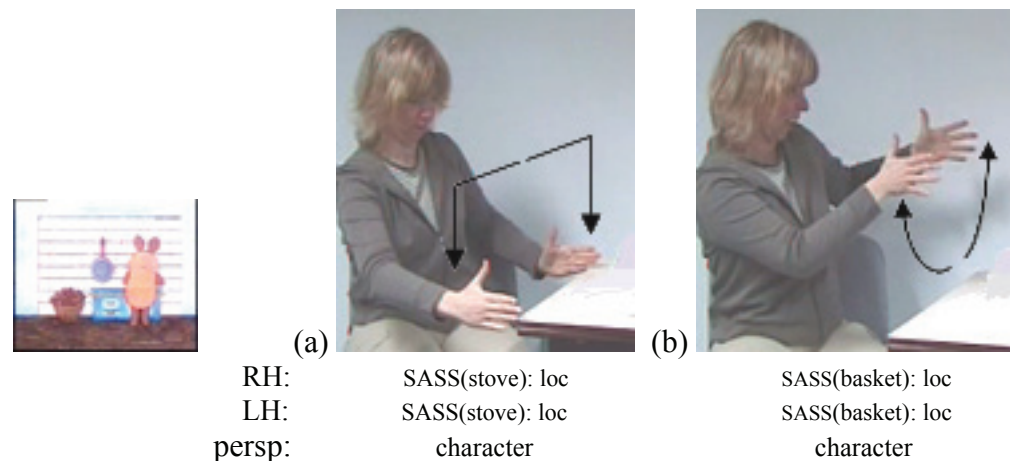 (a) (b)
RH: SASS(stove): loc SASS(basket): loc
LH: SASS(stove): loc SASS(basket): loc
persp: character character